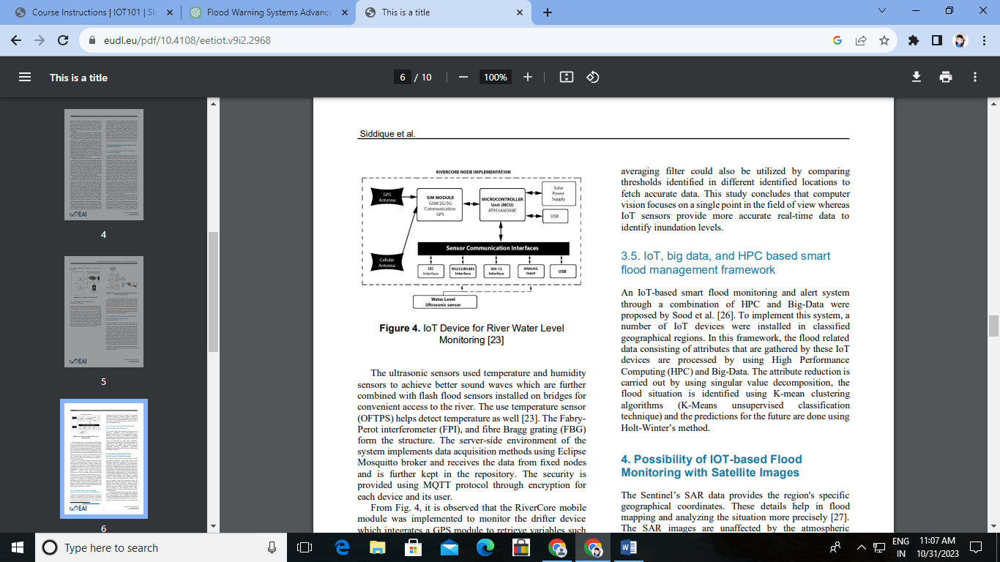 Course Instructions | IOT101 | Sk
Flood Warning Systems Advance
This is a title
eudl.eu/pdf/10.4108/eetiot.v9i2.2968
This is a title
6 / 10
100%
4
EAI
5
EAI
6
EAI
Siddique et al.
RIVERCORE NODE IMPLEMENTATION
GPS
Antenna
SIM MODULE
GSM/2G/3G
Communication
GPS
MICROCONTROLLER
Unit (MCU)
AT91SAM3X8E
Solar
Power
Supply
USB
Sensor Communication Interfaces
Cellular
Antenna
I2C
Interface
RS232/RS485
Interface
SDI-12
Interface
ANALOG
Input
USB
Water Level
Ultrasonic sensor
Figure 4. IoT Device for River Water Level
Monitoring [23]
The ultrasonic sensors used temperature and humidity
sensors to achieve better sound waves which are further
combined with flash flood sensors installed on bridges for
convenient access to the river. The use temperature sensor
(OFTPS) helps detect temperature as well [23]. The Fabry-
Perot interferometer (FPI), and fibre Bragg grating (FBG)
form the structure. The server-side environment of the
system implements data acquisition methods using Eclipse
Mosquitto broker and receives the data from fixed nodes
and is further kept in the repository. The security is
provided using MQTT protocol through encryption for
each device and its user.
From Fig. 4, it is observed that the RiverCore mobile
module was implemented to monitor the drifter device
which integrates a GPS module to retrieve variables such
averaging filter could also be utilized by comparing
thresholds identified in different identified locations to
fetch accurate data. This study concludes that computer
vision focuses on a single point in the field of view whereas
IoT sensors provide more accurate real-time data to
identify inundation levels.
3.5. IoT, big data, and HPC based smart
flood management framework
An IoT-based smart flood monitoring and alert system
through a combination of HPC and Big-Data were
proposed by Sood et al. [26]. To implement this system, a
number of IoT devices were installed in classified
geographical regions. In this framework, the flood related
data consisting of attributes that are gathered by these IoT
devices are processed by using High Performance
Computing (HPC) and Big-Data. The attribute reduction is
carried out by using singular value decomposition, the
flood situation is identified using K-mean clustering
algorithms (K-Means unsupervised classification
technique) and the predictions for the future are done using
Holt-Winter's method.
4. Possibility of IOT-based Flood
Monitoring with Satellite Images
The Sentinel's SAR data provides the region's specific
geographical coordinates. These details help in flood
mapping and analyzing the situation more precisely [27].
The SAR images are unaffected by the atmospheric
Type here to search
ENG
IN
11:07 AM
10/31/2023